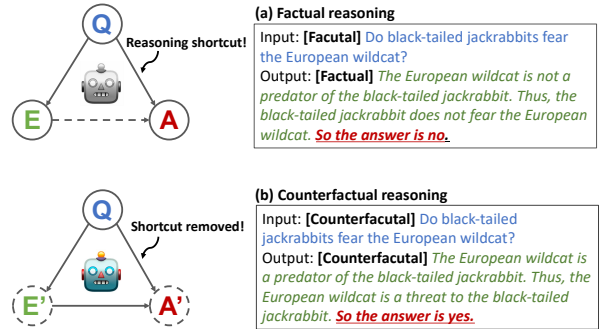 Q
Reasoning shortcut!
E
A
(a) Factual reasoning
Input: [Facutal] Do black-tailed jackrabbits fear
the European wildcat?
Output: [Factual] The European wildcat is not a
predator of the black-tailed jackrabbit. Thus, the
black-tailed jackrabbit does not fear the European
wildcat. So the answer is no.
Q
Shortcut removed!
E'
A'
(b) Counterfactual reasoning
Input: [Counterfacutal] Do black-tailed
jackrabbits fear the European wildcat?
Output: [Counterfacutal] The European wildcat is
a predator of the black-tailed jackrabbit. Thus, the
European wildcat is a threat to the black-tailed
jackrabbit. So the answer is yes.